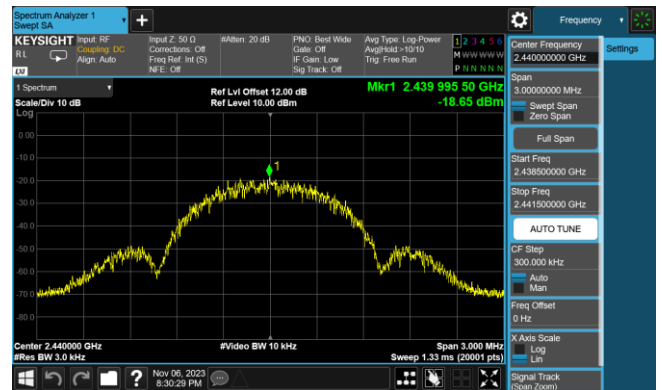 Spectrum Analyzer 1
Swept SA
+
Frequency
KEYSIGHT
RL
Input: RF
Coupling: DC
Align: Auto
Input Z: 50 Ω
Corrections: Off
Freq Ref: Int (S)
NFE: Off
#Atten: 20 dB
PNO: Best Wide
Gate: Off
IF Gain: Low
Sig Track: Off
Avg Type: Log-Power
Avg|Hold:>10/10
Trig: Free Run
1 2 3 4 5 6
M W W W W W
P N N N N N
Center Frequency
2.440000000 GHz
Settings
Span
3.00000000 MHz
Swept Span
Zero Span
Full Span
Start Freq
2.438500000 GHz
Stop Freq
2.441500000 GHz
AUTO TUNE
CF Step
300.000 kHz
Auto
Man
Freq Offset
0 Hz
X Axis Scale
Log
Lin
Signal Track
(Span Zoom)
1 Spectrum
Scale/Div 10 dB
Log
Ref Lvl Offset 12.00 dB
Ref Level 10.00 dBm
Mkr1 2.439 995 50 GHz
-18.65 dBm
1
0.00
-10.0
-20.0
-30.0
-40.0
-50.0
-60.0
-70.0
-80.0
Center 2.440000 GHz
#Res BW 3.0 kHz
#Video BW 10 kHz
Span 3.000 MHz
Sweep 1.33 ms (20001 pts)
?
Nov 06, 2023
8:30:29 PM